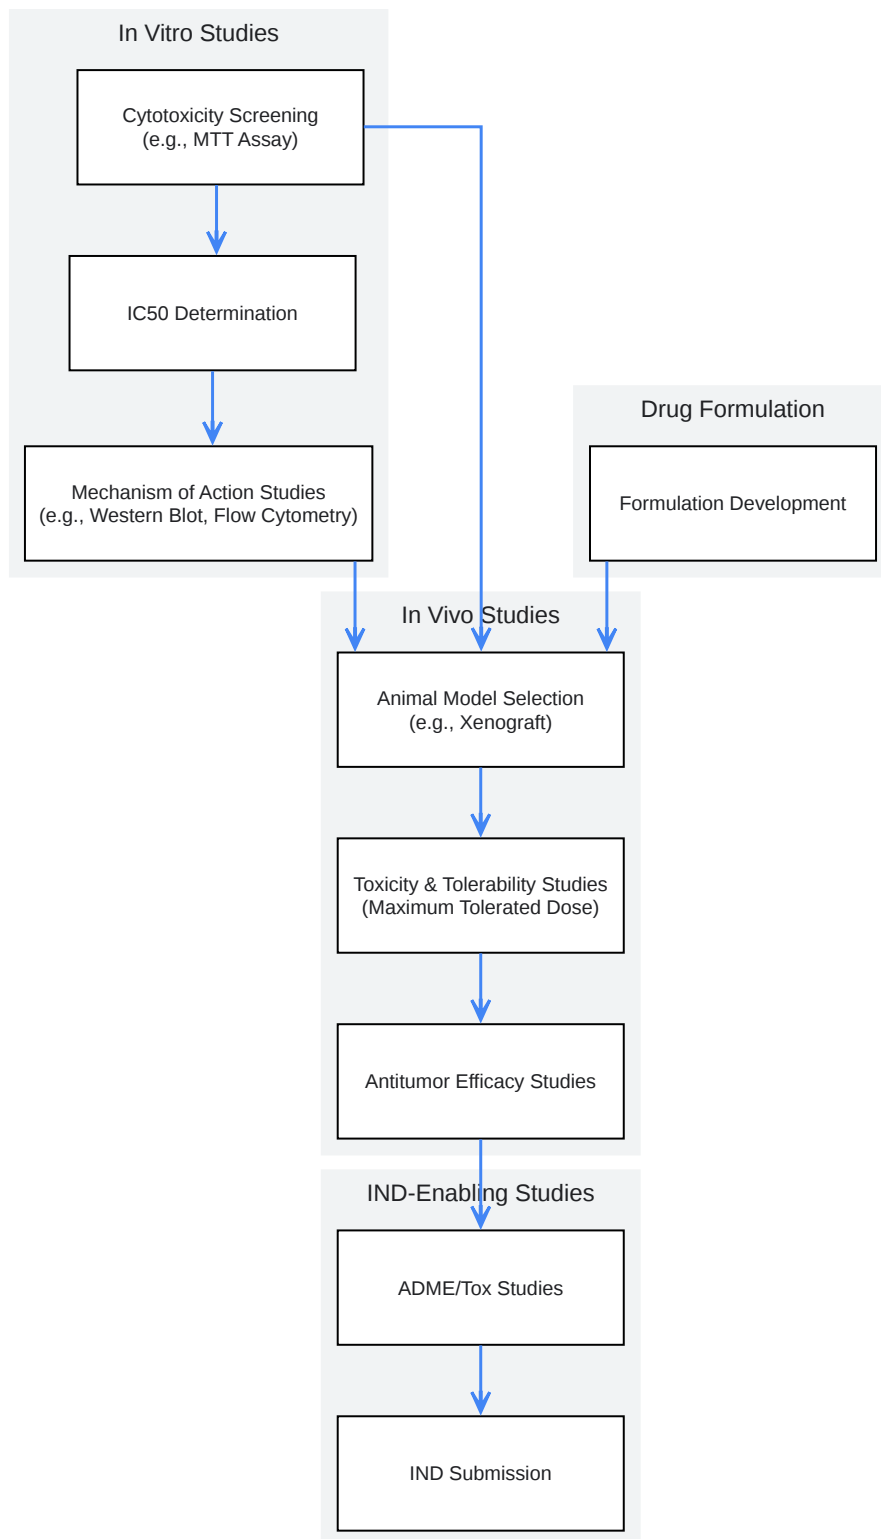 In Vitro Studies
Cytotoxicity Screening
(e.g., MTT Assay)
IC50 Determination
Mechanism of Action Studies
(e.g., Western Blot, Flow Cytometry)
Drug Formulation
Formulation Development
In Vivo Studies
Animal Model Selection
(e.g., Xenograft)
Toxicity & Tolerability Studies
(Maximum Tolerated Dose)
Antitumor Efficacy Studies
IND-Enabling Studies
ADME/Tox Studies
IND Submission